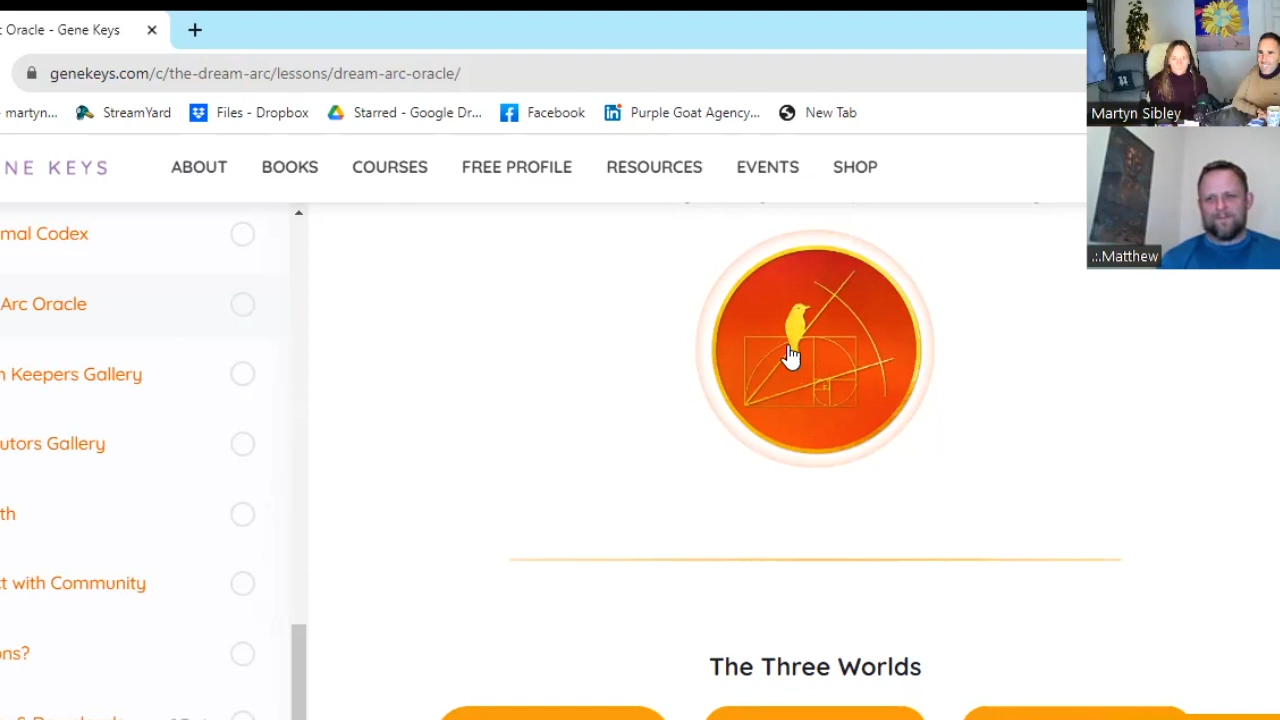 c Oracle - Gene Keys
genekeys.com/c/the-dream-arc/lessons/dream-arc-oracle/
martyn...
StreamYard
Files - Dropbox
Starred - Google Dr...
Facebook
Purple Goat Agency...
New Tab
NE KEYS
ABOUT
BOOKS
COURSES
FREE PROFILE
RESOURCES
EVENTS
SHOP
Martyn Sibley
.:.Matthew
mal Codex
Arc Oracle
n Keepers Gallery
utors Gallery
th
t with Community
ons?
The Three Worlds